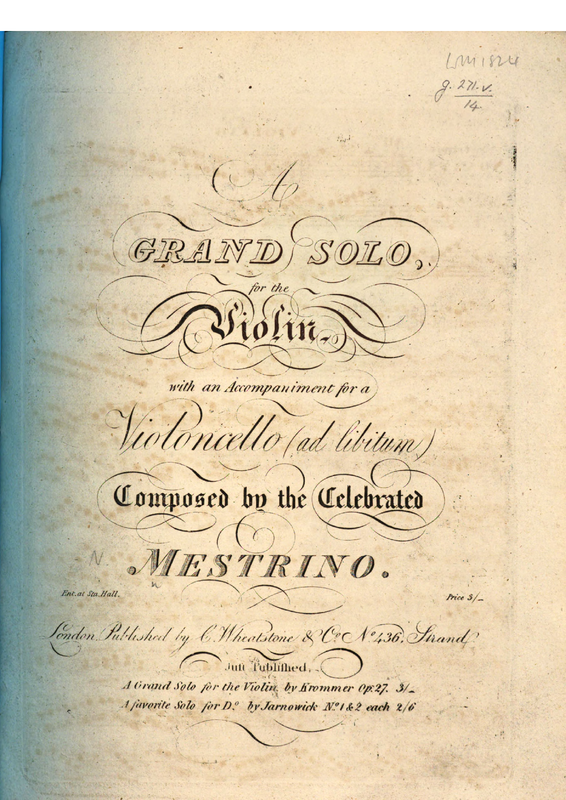 LM 1824
g. 271.v.
14.
A
GRAND SOLO,
for the
Violin,
with an Accompaniment for a
Violoncello (ad libitum)
Composed by the Celebrated
N
MESTRINO.
Ent. at Sta. Hall.
Price 3/-
London, Published by C. Wheatstone & Co. No. 436, Strand
Just Published,
A Grand Solo for the Violin, by Krommer Op: 27. 3/-
A favorite Solo for Do. by Jarnowick No. 1 & 2 each 2/6